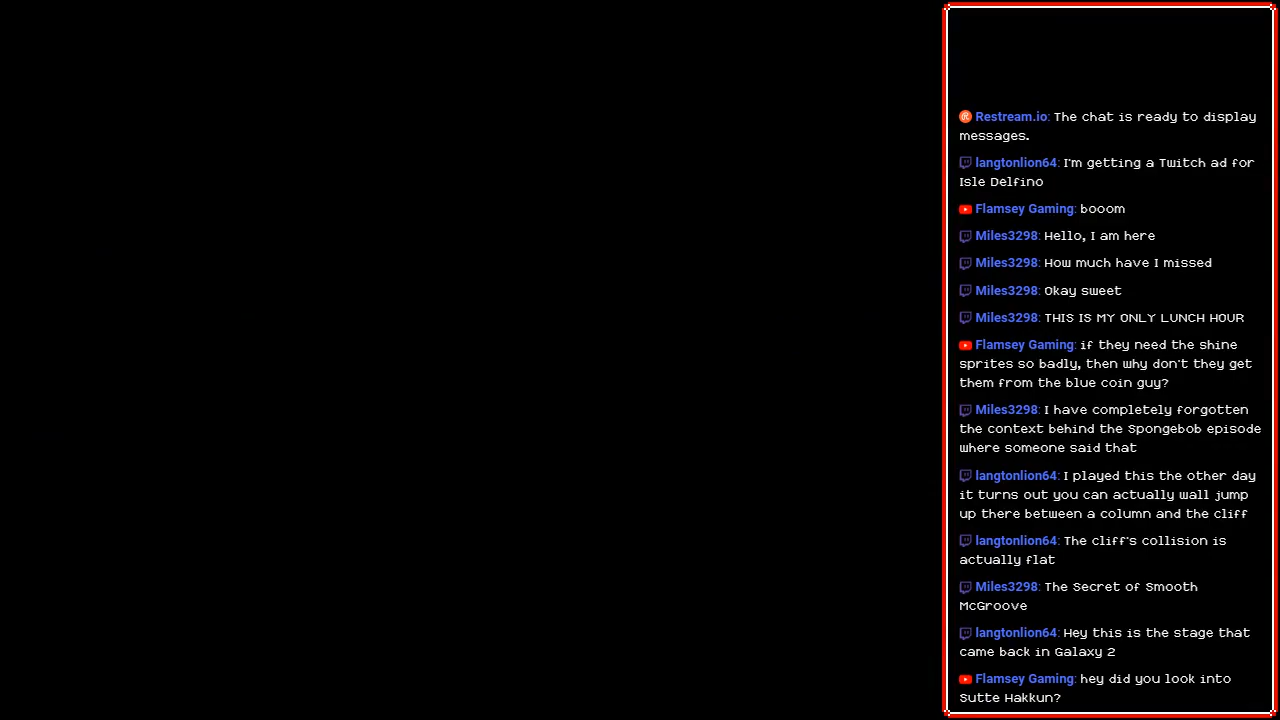 Restream.io: The chat is ready to display
messages.
langtonlion64: I'm getting a Twitch ad for
Isle Delfino
Flamsey Gaming: booom
Miles3298: Hello, I am here
Miles3298: How much have I missed
Miles3298: Okay sweet
Miles3298: THIS IS MY ONLY LUNCH HOUR
Flamsey Gaming: if they need the shine
sprites so badly, then why don't they get
them from the blue coin guy?
Miles3298: I have completely forgotten
the context behind the Spongebob episode
where someone said that
langtonlion64: I played this the other day
it turns out you can actually wall jump
up there between a column and the cliff
langtonlion64: The cliff's collision is
actually flat
Miles3298: The Secret of Smooth
McGroove
langtonlion64: Hey this is the stage that
came back in Galaxy 2
Flamsey Gaming: hey did you look into
Sutte Hakkun?